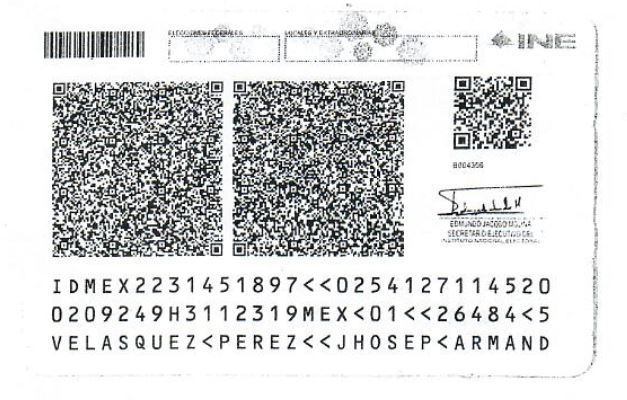 ELECCIONES FEDERALES
LOCALES Y EXTRAORDINARIAS
INE
EDMUNDO JACOBO MOLINA
SECRETARIO EJECUTIVO DEL
INSTITUTO NACIONAL ELECTORAL
IDMEX2231451897<<0254127114520
0209249H3112319MEX<01<<26484<5
VELASQUEZ<PEREZ<<JHOSEP<ARMAND